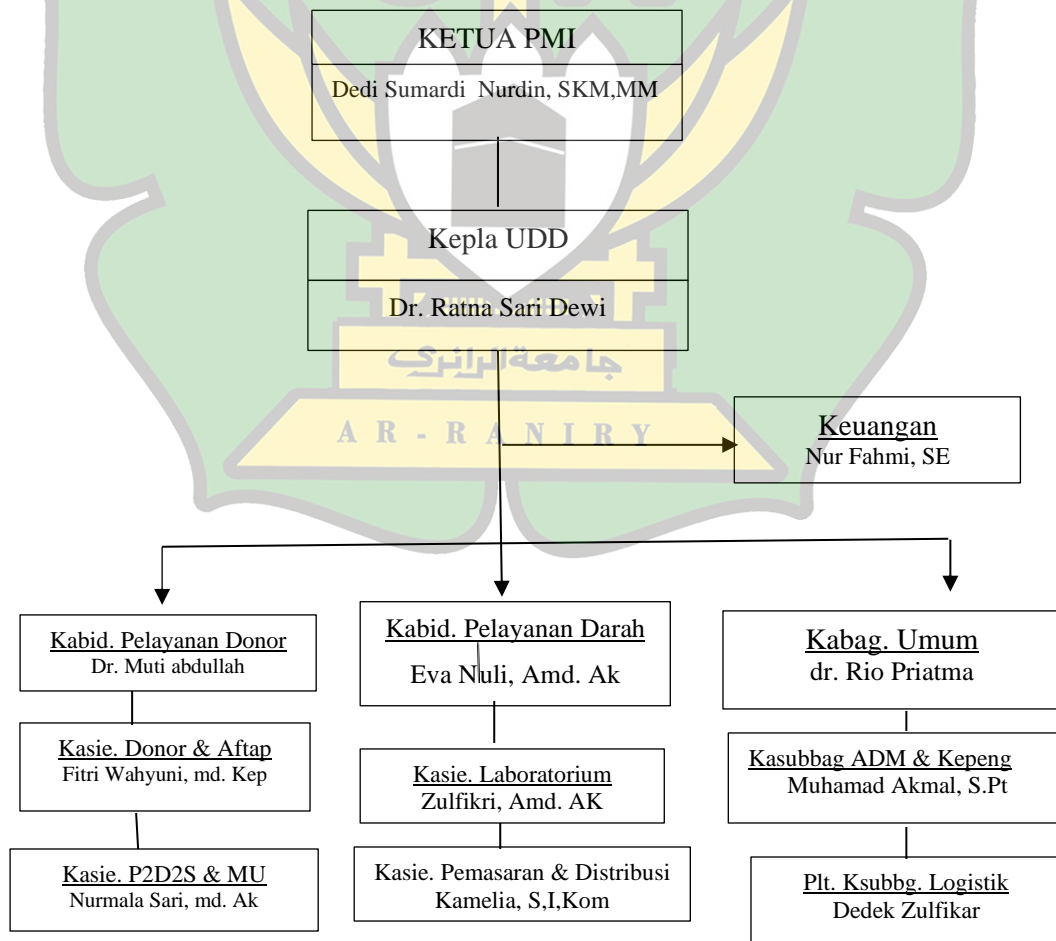 KETUA PMI
Dedi Sumardi Nurdin, SKM,MM
Kepla UDD
Dr. Ratna Sari Dewi
جامعةالرانري
A R - R A N I R Y
Keuangan
Nur Fahmi, SE
Kabid. Pelayanan Donor
Dr. Muti abdullah
Kasie. Donor & Aftap
Fitri Wahyuni, md. Kep
Kasie. P2D2S & MU
Nurmala Sari, md. Ak
Kabid. Pelayanan Darah
Eva Nuli, Amd. Ak
Kasie. Laboratorium
Zulfikri, Amd. AK
Kasie. Pemasaran & Distribusi
Kamelia, S,I,Kom
Kabag. Umum
dr. Rio Priatma
Kasubbag ADM & Kepeng
Muhamad Akmal, S.Pt
Plt. Ksubbg. Logistik
Dedek Zulfikar